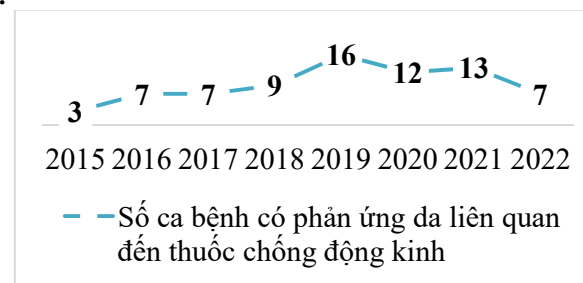 16
12
13
9
7
7
7
3
2015 2016 2017 2018 2019 2020 2021 2022
Số ca bệnh có phản ứng da liên quan
đến thuốc chống động kinh